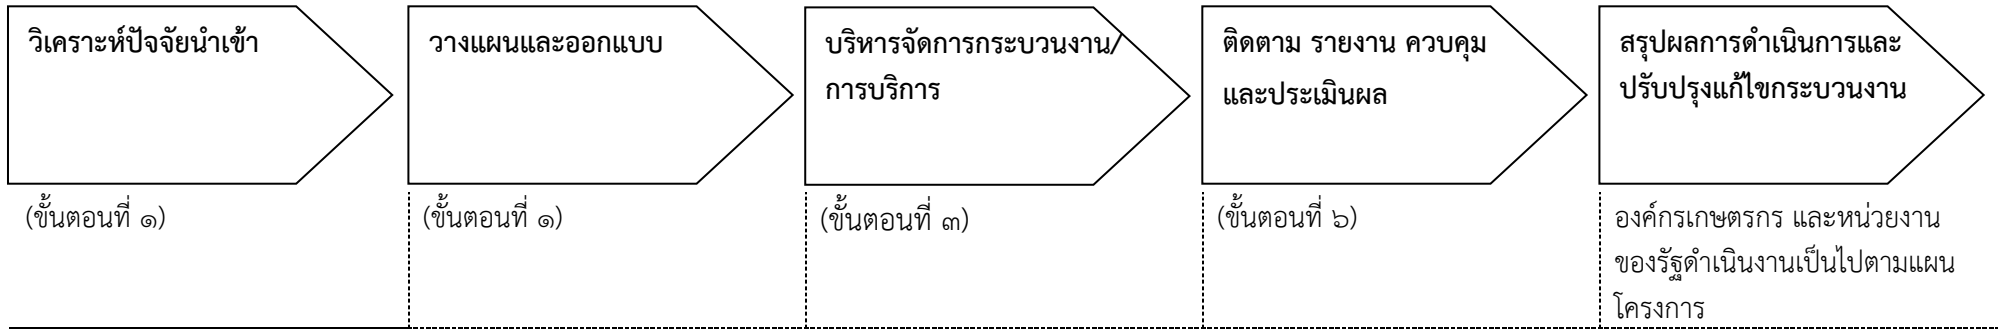 วิเคราะห์ปัจจัยนำเข้า
(ขั้นตอนที่ ๑)
วางแผนและออกแบบ
(ขั้นตอนที่ ๑)
บริหารจัดการกระบวนงาน/
การบริการ
(ขั้นตอนที่ ๓)
ติดตาม รายงาน ควบคุม
และประเมินผล
(ขั้นตอนที่ ๖)
สรุปผลการดำเนินการและ
ปรับปรุงแก้ไขกระบวนงาน
องค์กรเกษตรกร และหน่วยงาน
ของรัฐดำเนินงานเป็นไปตามแผน
โครงการ